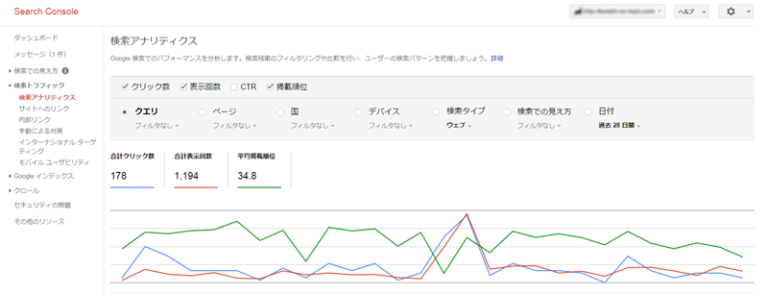 Search Console
ヘルプ
ダッシュボード
メッセージ (1 件)
検索での見え方
検索トラフィック
検索アナリティクス
サイトへのリンク
内部リンク
手動による対策
インターナショナル ターゲ
ティング
モバイル ユーザビリティ
Google インデックス
クロール
セキュリティの問題
その他のリソース
検索アナリティクス
Google 検索でのパフォーマンスを分析します。検索結果のフィルタリングや比較を行い、ユーザーの検索パターンを把握しましょう。 詳細
クリック数 表示回数 CTR 掲載順位
クエリ ページ 国 デバイス 検索タイプ 検索での見え方 日付
フィルタなし フィルタなし フィルタなし フィルタなし ウェブ フィルタなし 過去 28 日間
合計クリック数 合計表示回数 平均掲載順位
178 1,194 34.8